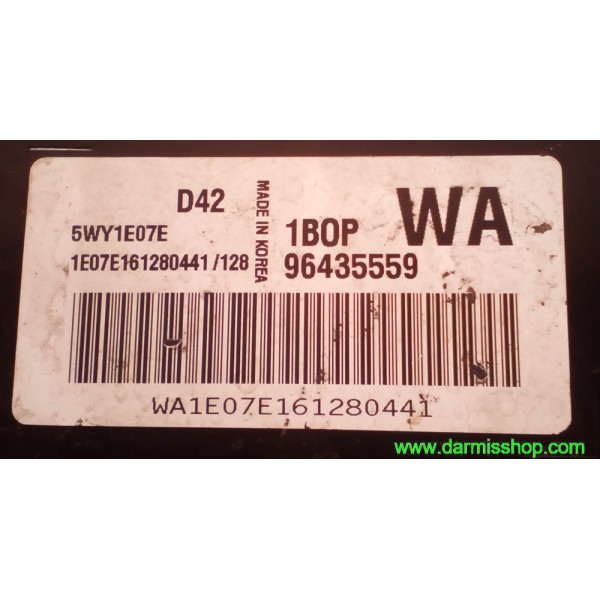 D42
5WY1E07E
1E07E161280441 /128
MADE IN KOREA
1BOP
WA
96435559
WA1E07E161280441
www.darmisshop.com